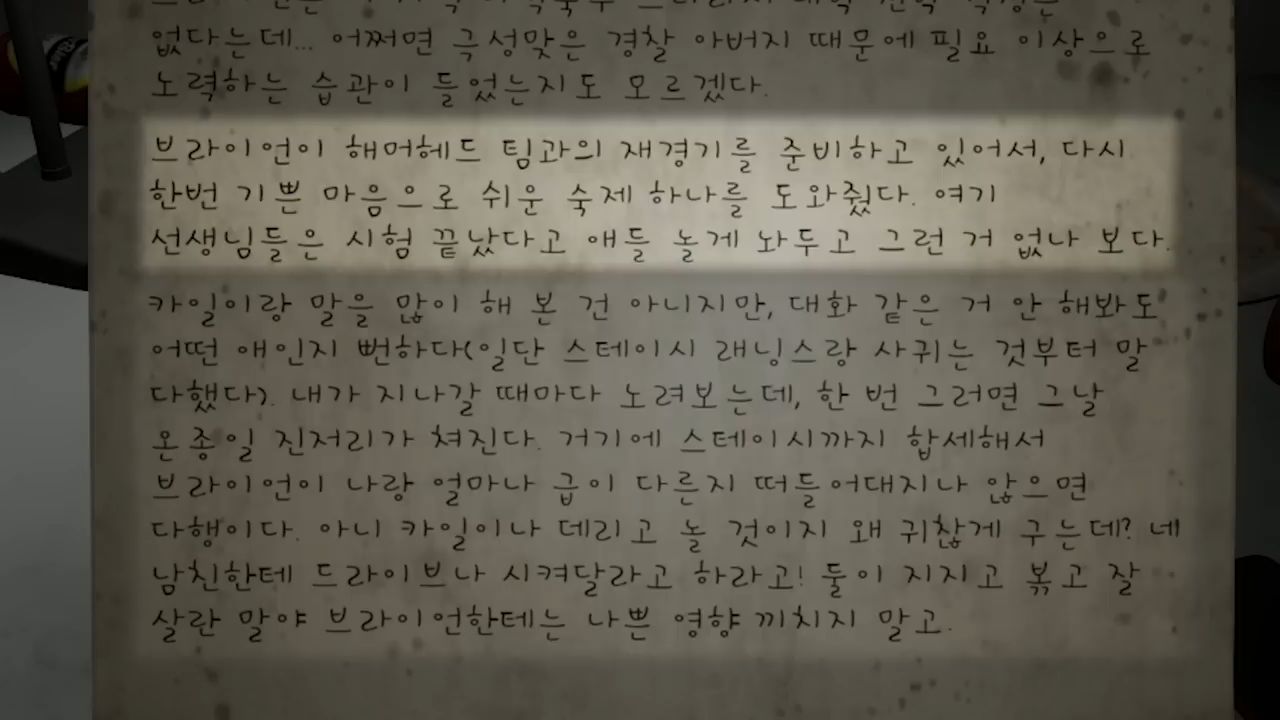 없다는데... 어쩌면 극성맞은 경찰 아버지 때문에 필요 이상으로
노력하는 습관이 들었는지도 모르겠다.
브라이언이 해머헤드 팀과의 재경기를 준비하고 있어서, 다시
한번 기쁜 마음으로 쉬운 숙제 하나를 도와줬다. 여기
선생님들은 시험 끝났다고 애들 놀게 놔두고 그런 거 없나 보다.
카일이랑 말을 많이 해 본 건 아니지만, 대화 같은 거 안 해봐도
어떤 애인지 뻔하다(일단 스테이시 래닝스랑 사귀는 것부터 말
다했다). 내가 지나갈 때마다 노려보는데, 한 번 그러면 그날
온종일 진저리가 쳐진다. 거기에 스테이시까지 합세해서
브라이언이 나랑 얼마나 급이 다른지 떠들어대지나 않으면
다행이다. 아니 카일이나 데리고 놀 것이지 왜 귀찮게 구는데? 네
남친한테 드라이브나 시켜달라고 하라고! 둘이 지지고 볶고 잘
살란 말야 브라이언한테는 나쁜 영향 끼치지 말고.